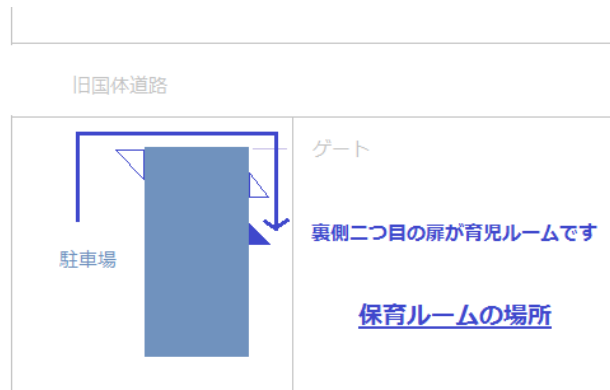 旧国体道路
ゲート
裏側二つ目の扉が育児ルームです
駐車場
保育ルームの場所